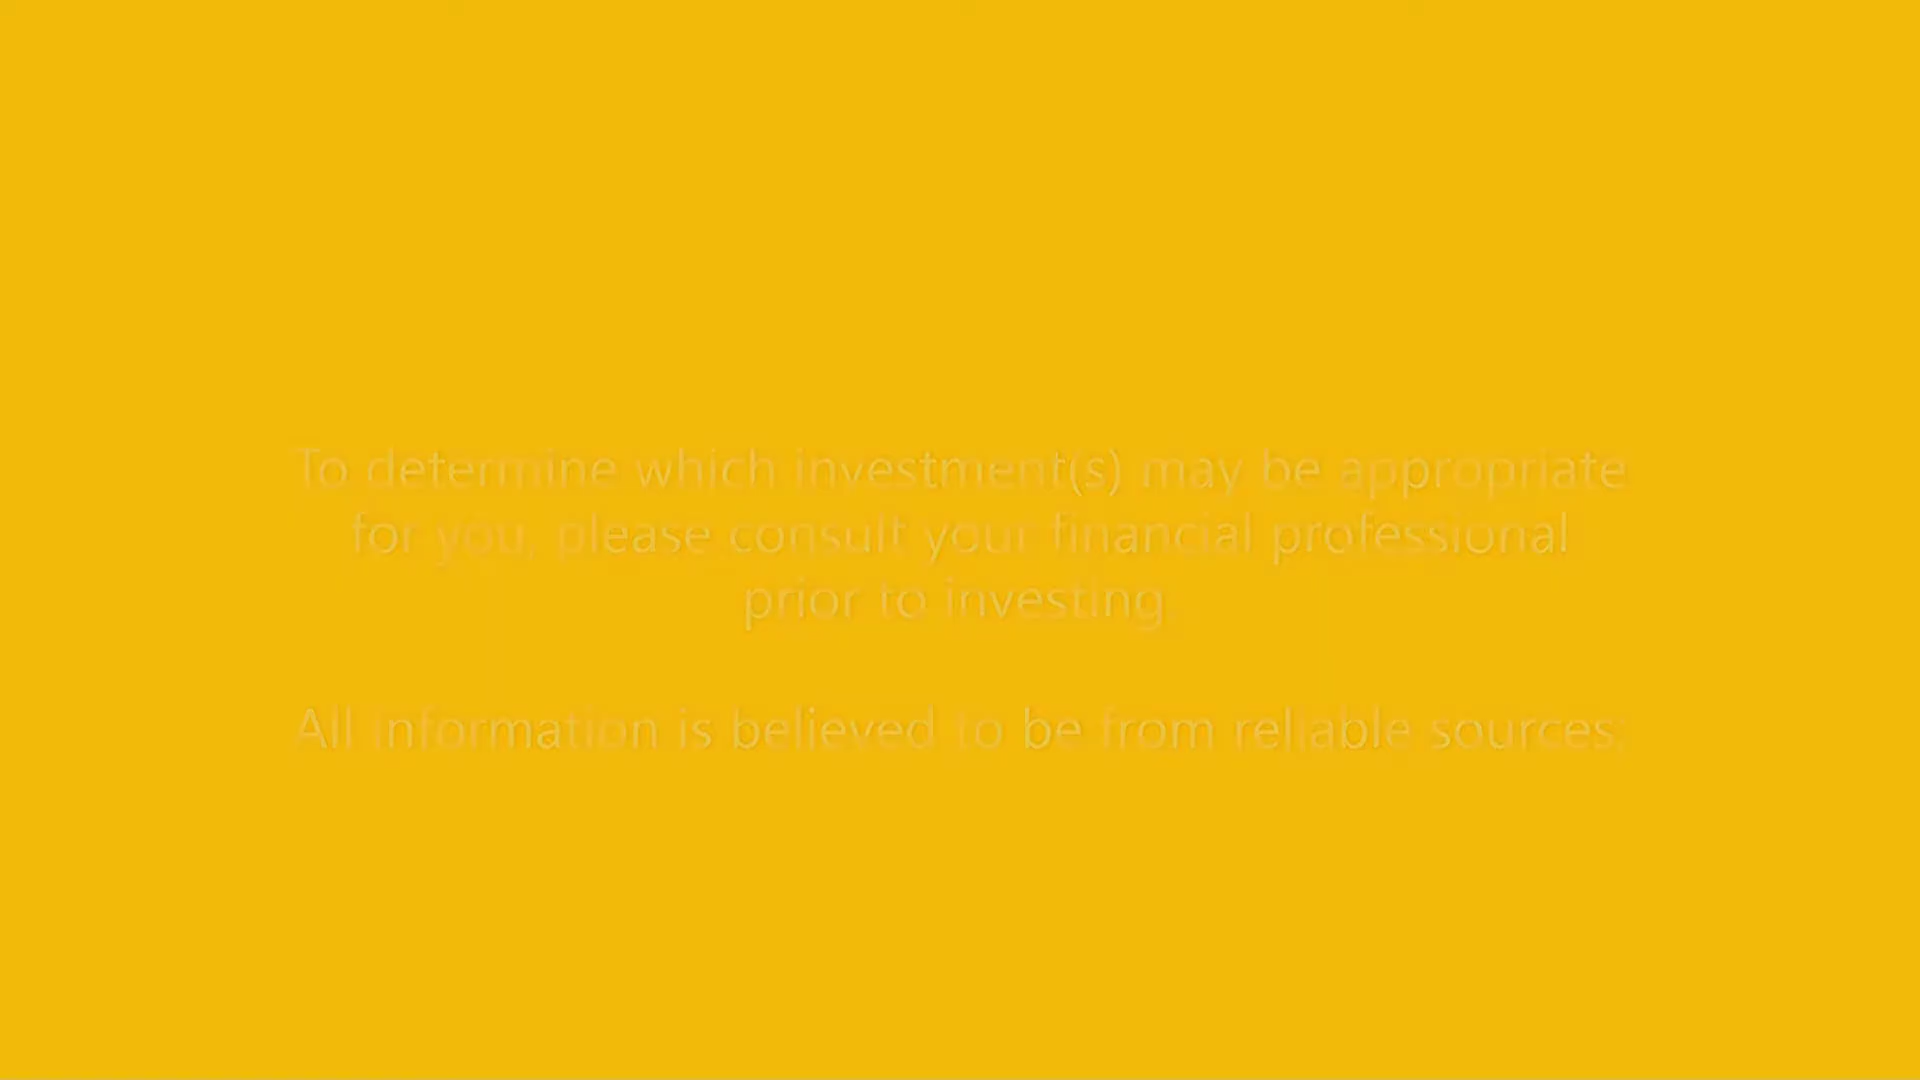 To determine which investment(s) may be appropriate
for you, please consult your financial professional
prior to investing.
All information is believed to be from reliable sources;